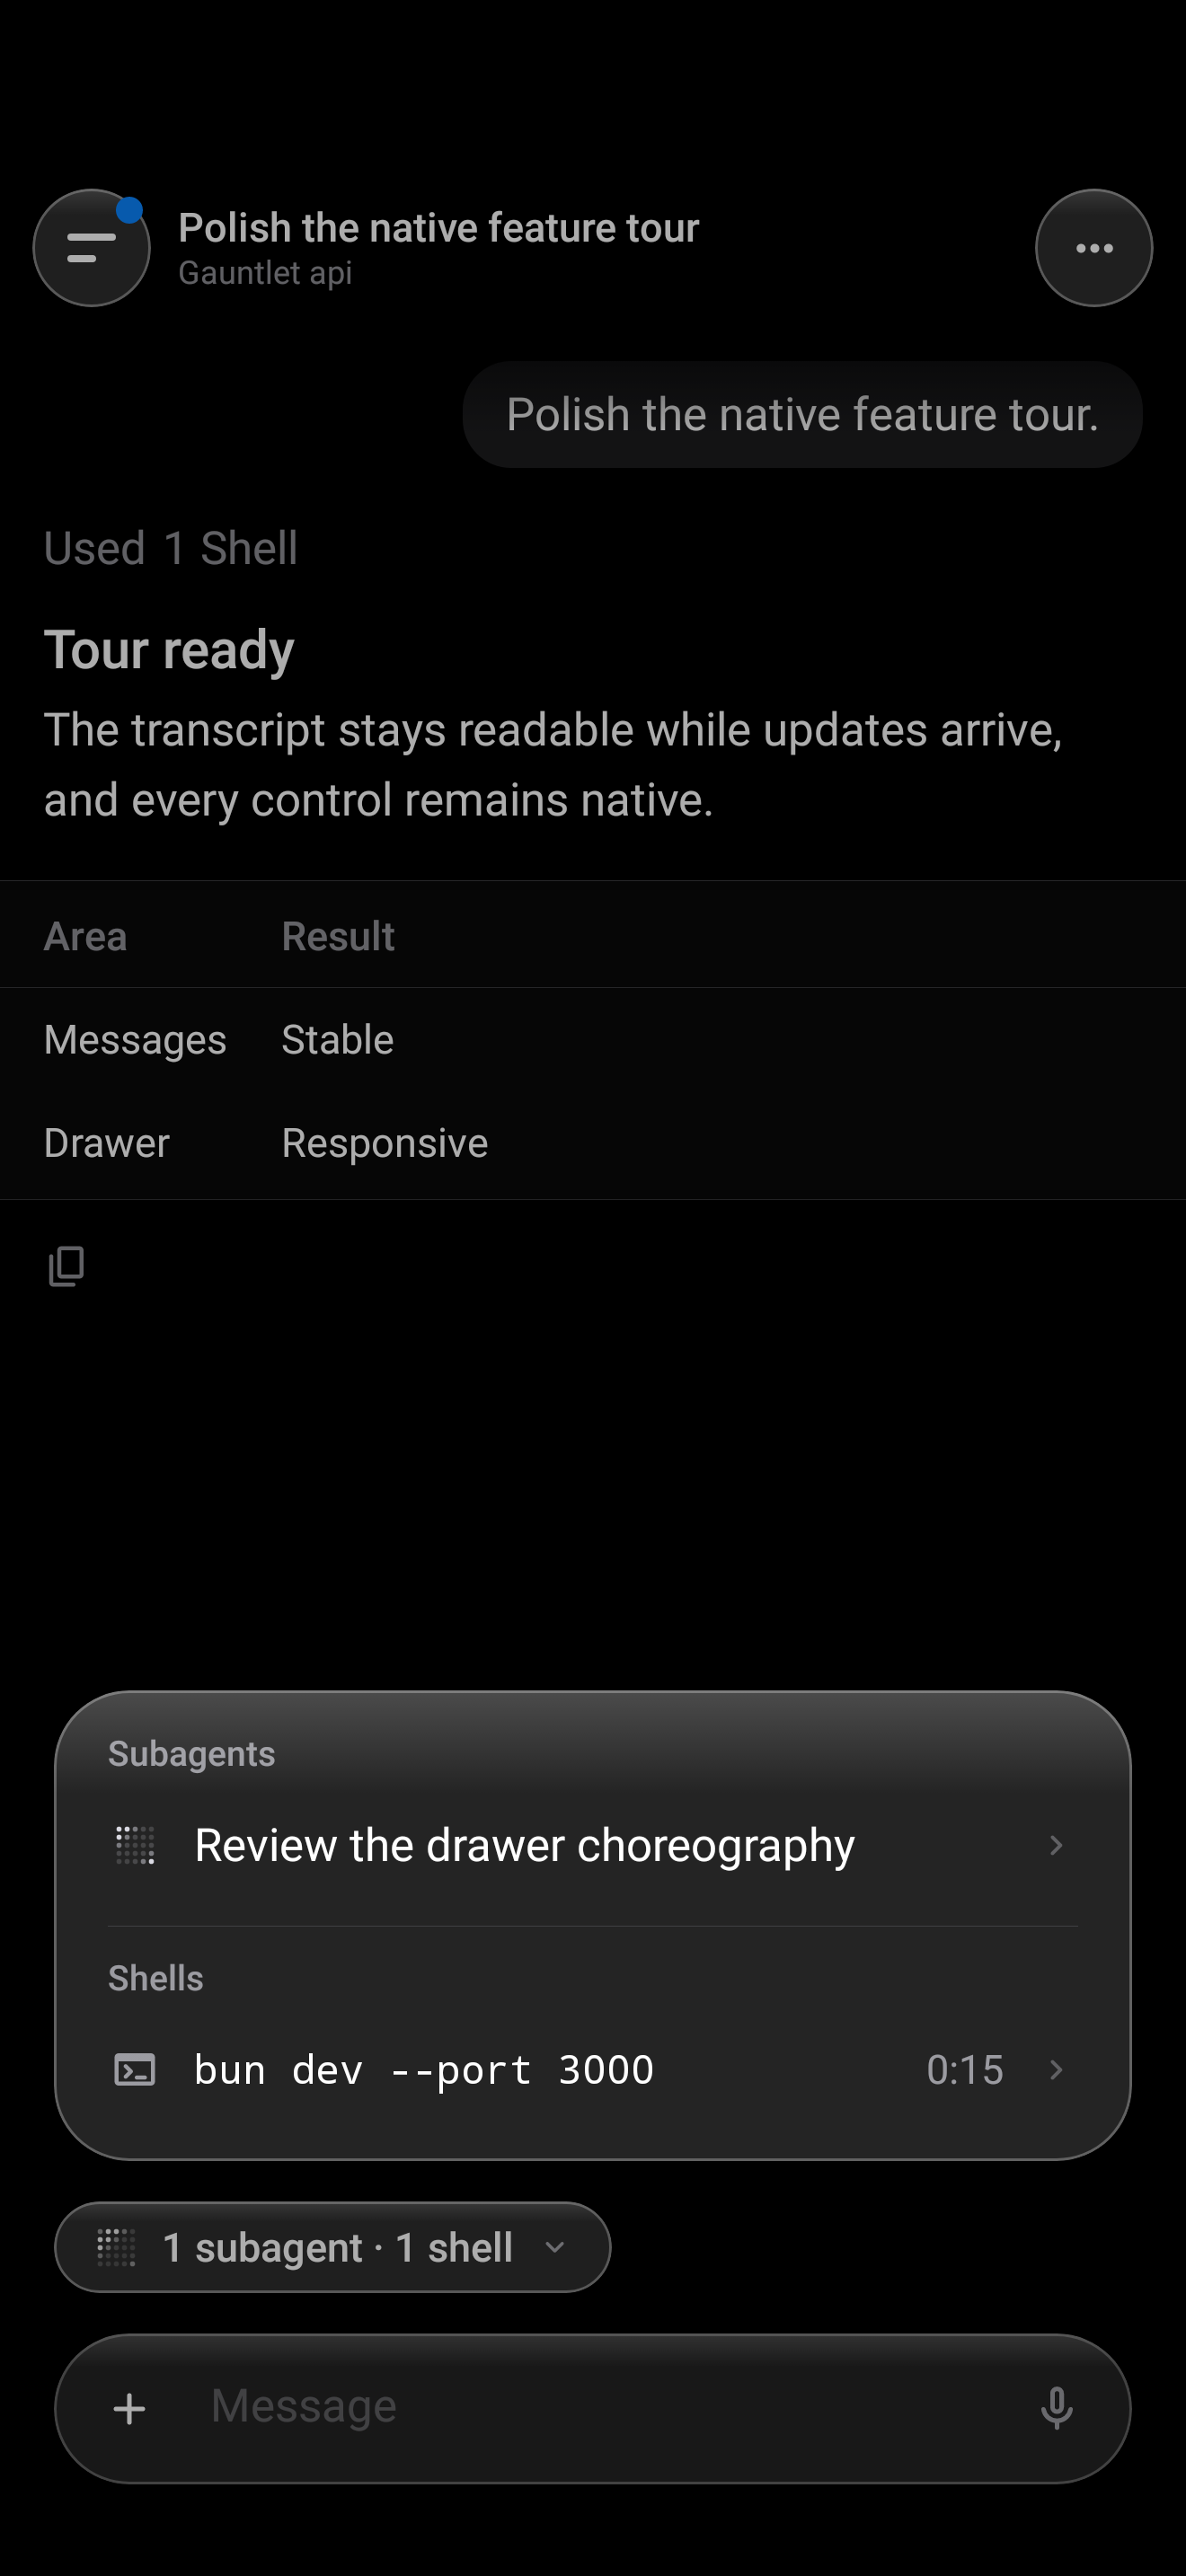 Polish the native feature tour
Gauntlet api
Polish the native feature tour.
Used 1 Shell
Tour ready
The transcript stays readable while updates arrive,
and every control remains native.
Area Result
Messages Stable
Drawer Responsive
Subagents
Review the drawer choreography
Shells
bun dev --port 3000 0:15
1 subagent · 1 shell
Message